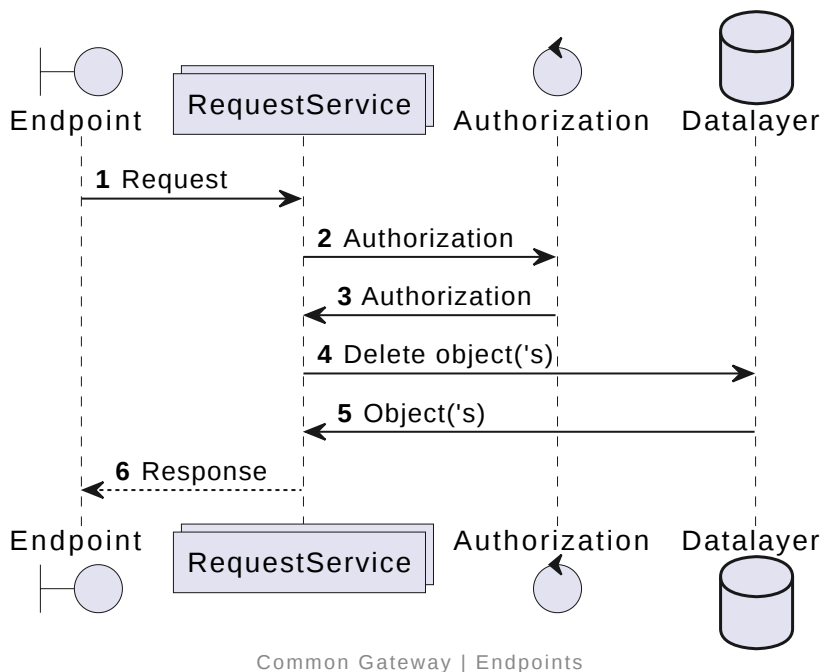 Endpoint
RequestService
Authorization
Datalayer
1 Request
2 Authorization
3 Authorization
4 Delete object('s)
5 Object('s)
6 Response
Endpoint
RequestService
Authorization
Datalayer
Common Gateway | Endpoints